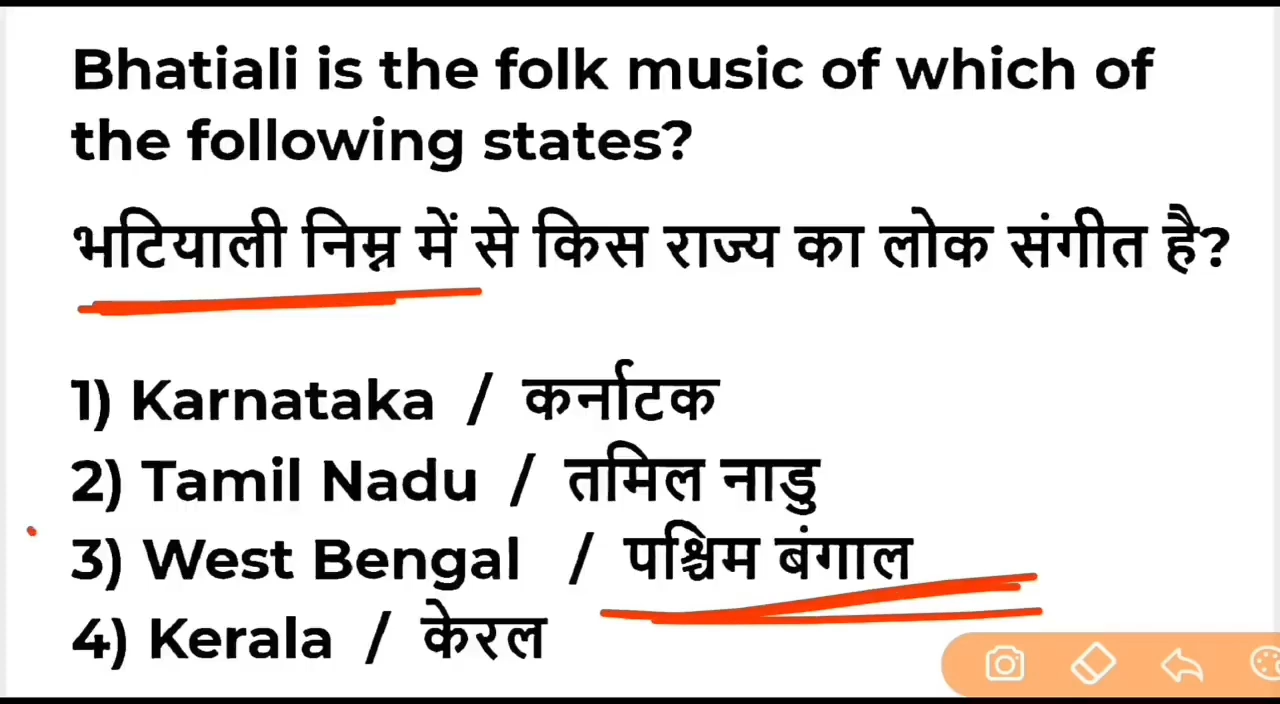 Bhatiali is the folk music of which of
the following states?
भटियाली निम्न में से किस राज्य का लोक संगीत है?
1) Karnataka / कर्नाटक
2) Tamil Nadu / तमिल नाडु
3) West Bengal / पश्चिम बंगाल
4) Kerala / केरल